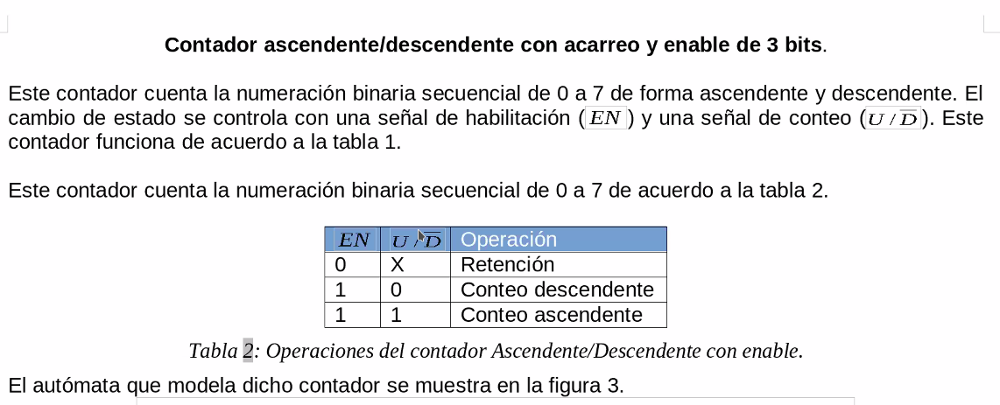 Contador ascendente/descendente con acarreo y enable de 3 bits.
Este contador cuenta la numeración binaria secuencial de 0 a 7 de forma ascendente y descendente. El
cambio de estado se controla con una señal de habilitación ( EN ) y una señal de conteo (U / D̅). Este
contador funciona de acuerdo a la tabla 1.
Este contador cuenta la numeración binaria secuencial de 0 a 7 de acuerdo a la tabla 2.
EN U / D̅ Operación
0 X Retención
1 0 Conteo descendente
1 1 Conteo ascendente
Tabla 2: Operaciones del contador Ascendente/Descendente con enable.
El autómata que modela dicho contador se muestra en la figura 3.